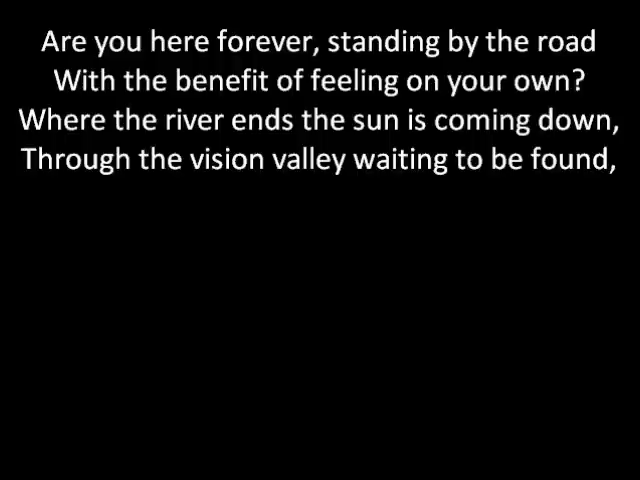 Are you here forever, standing by the road
With the benefit of feeling on your own?
Where the river ends the sun is coming down,
Through the vision valley waiting to be found,